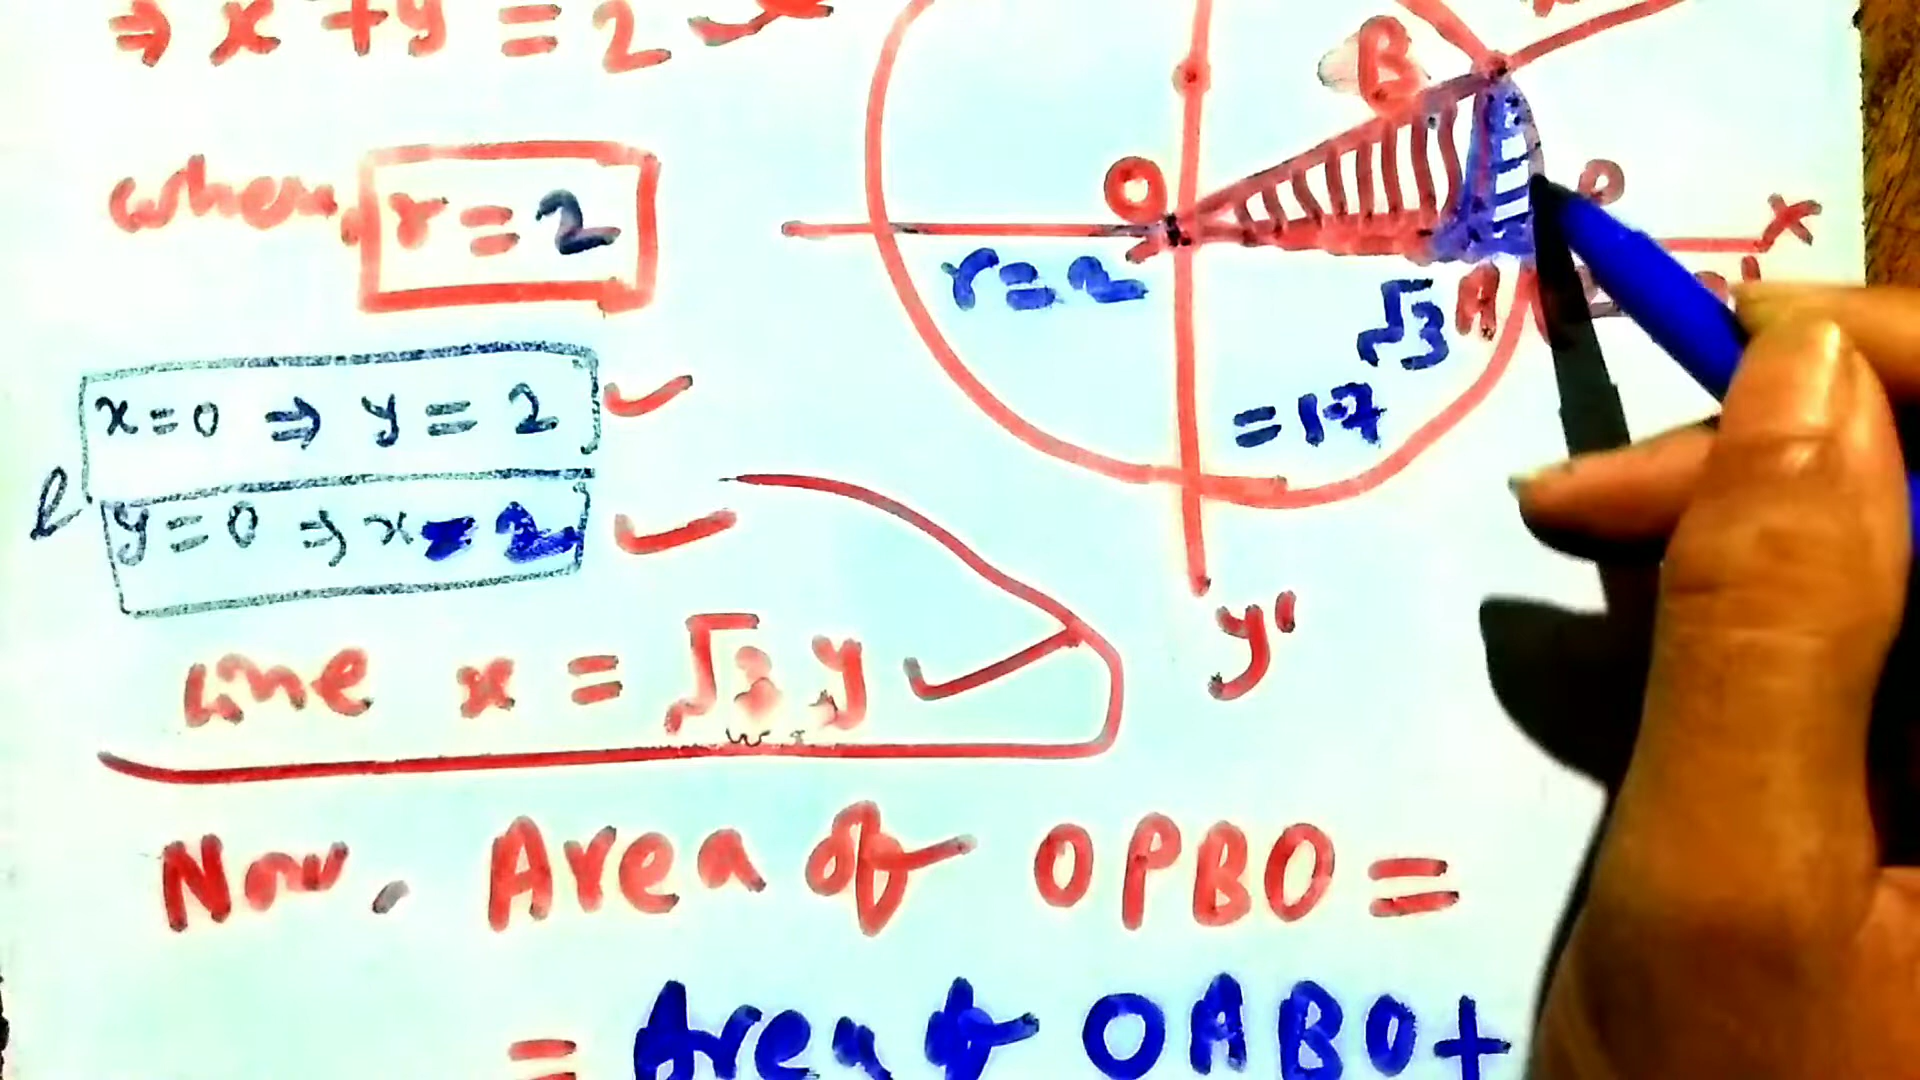 ⇒ x + y = 2
when, r = 2
x = 0 ⇒ y = 2
y = 0 ⇒ x = 2
Line x = √3 y
B
O
x
r = 2
√3 A
= 1.7
y'
Now, Area of OPBO =
= Area of OABO +